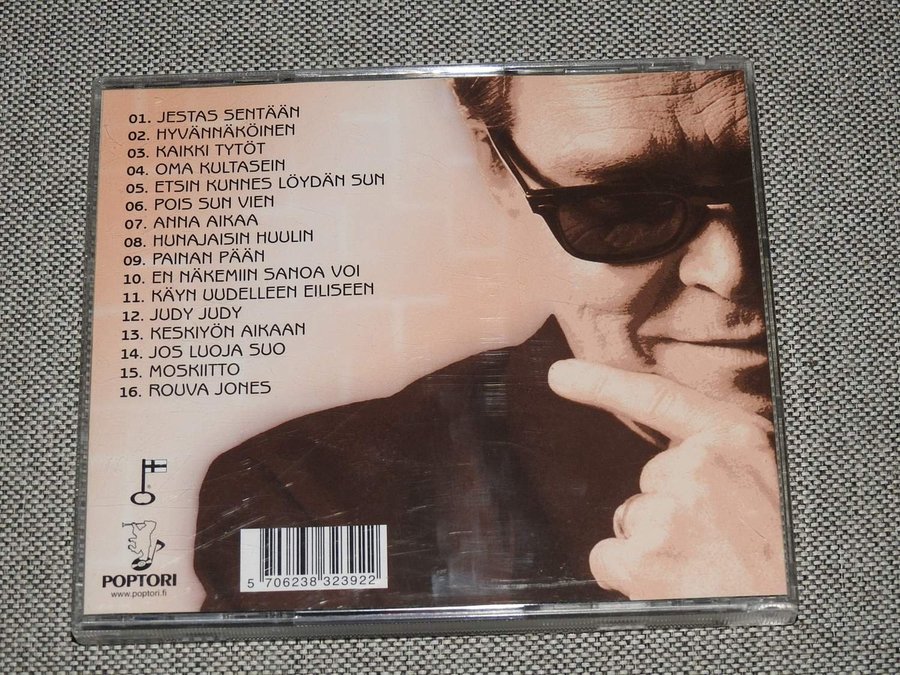 01. JESTAS SENTÄÄN
02. HYVÄNNÄKÖINEN
03. KAIKKI TYTÖT
04. OMA KULTASEIN
05. ETSIN KUNNES LÖYDÄN SUN
06. POIS SUN VIEN
07. ANNA AIKAA
08. HUNAJAISIN HUULIN
09. PAINAN PÄÄN
10. EN NÄKEMIIN SANOA VOI
11. KÄYN UUDELLEEN EILISEEN
12. JUDY JUDY
13. KESKIYÖN AIKAAN
14. JOS LUOJA SUO
15. MOSKIITTO
16. ROUVA JONES
POPTORI
www.poptori.fi
5 706238 323922